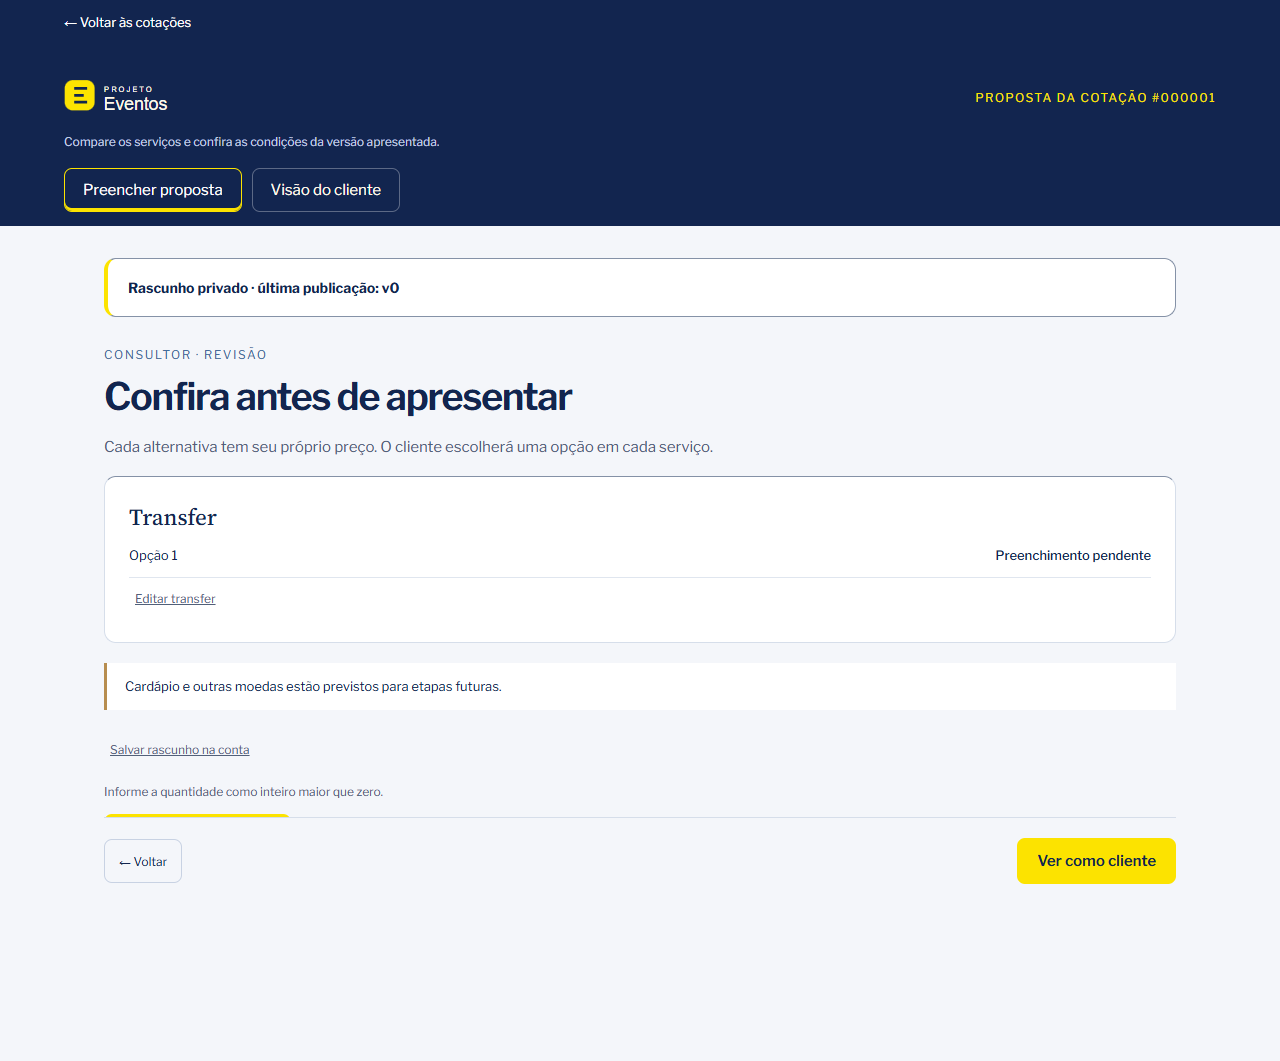 ← Voltar às cotações
PROJETO
Eventos
PROPOSTA DA COTAÇÃO #000001
Compare os serviços e confira as condições da versão apresentada.
Preencher proposta
Visão do cliente
Rascunho privado · última publicação: v0
CONSULTOR · REVISÃO
Confira antes de apresentar
Cada alternativa tem seu próprio preço. O cliente escolherá uma opção em cada serviço.
Transfer
Opção 1
Preenchimento pendente
Editar transfer
Cardápio e outras moedas estão previstos para etapas futuras.
Salvar rascunho na conta
Informe a quantidade como inteiro maior que zero.
← Voltar
Ver como cliente